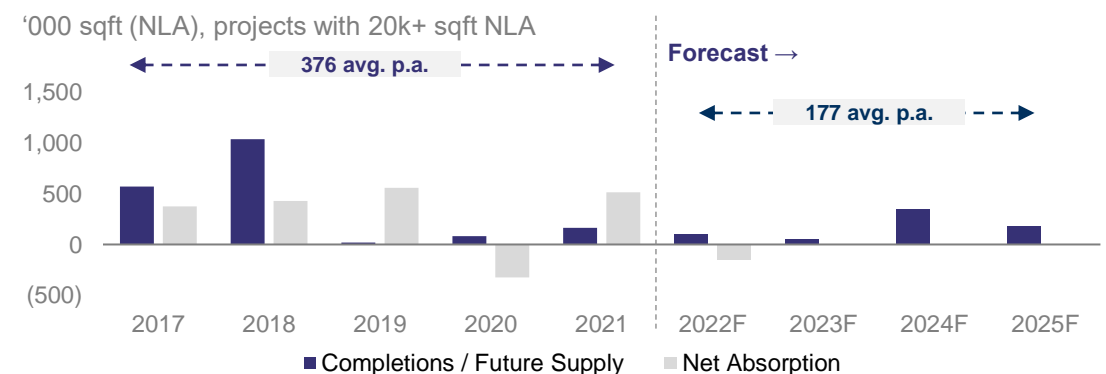 ‘000 sqft (NLA), projects with 20k+ sqft NLA
Forecast →
376 avg. p.a.
177 avg. p.a.
1,500
1,000
500
0
(500)
2017 2018 2019 2020 2021 2022F 2023F 2024F 2025F
Completions / Future Supply Net Absorption